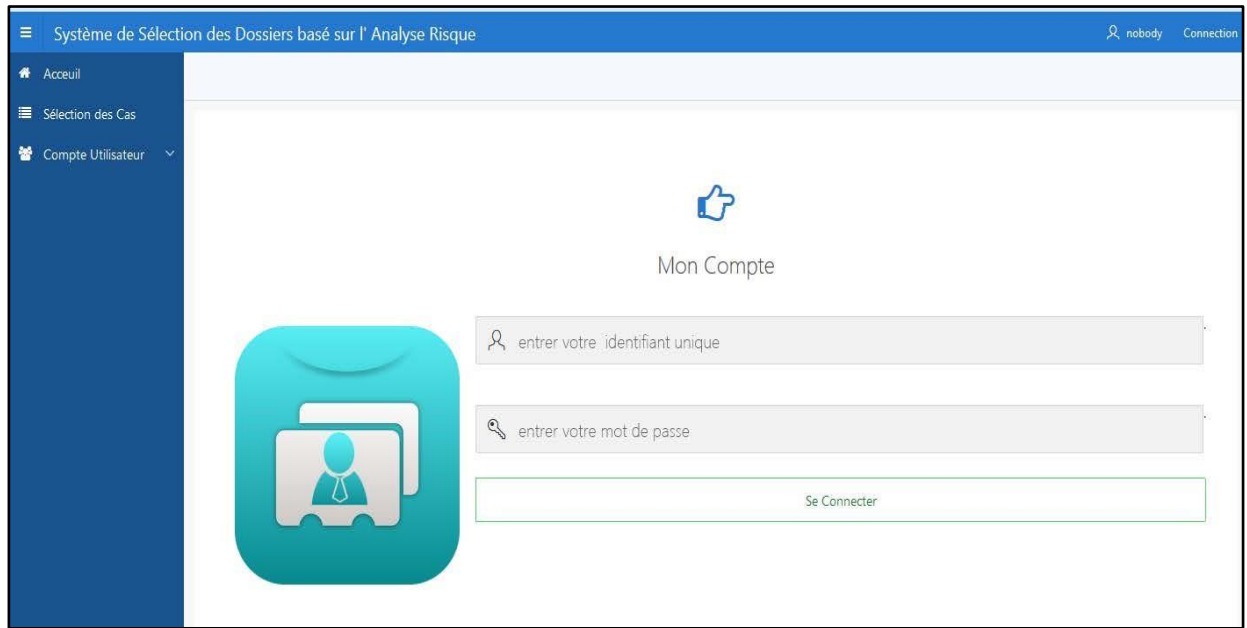 Système de Sélection des Dossiers basé sur l' Analyse Risque
nobody Connection
Acceuil
Sélection des Cas
Compte Utilisateur
Mon Compte
entrer votre identifiant unique
entrer votre mot de passe
Se Connecter